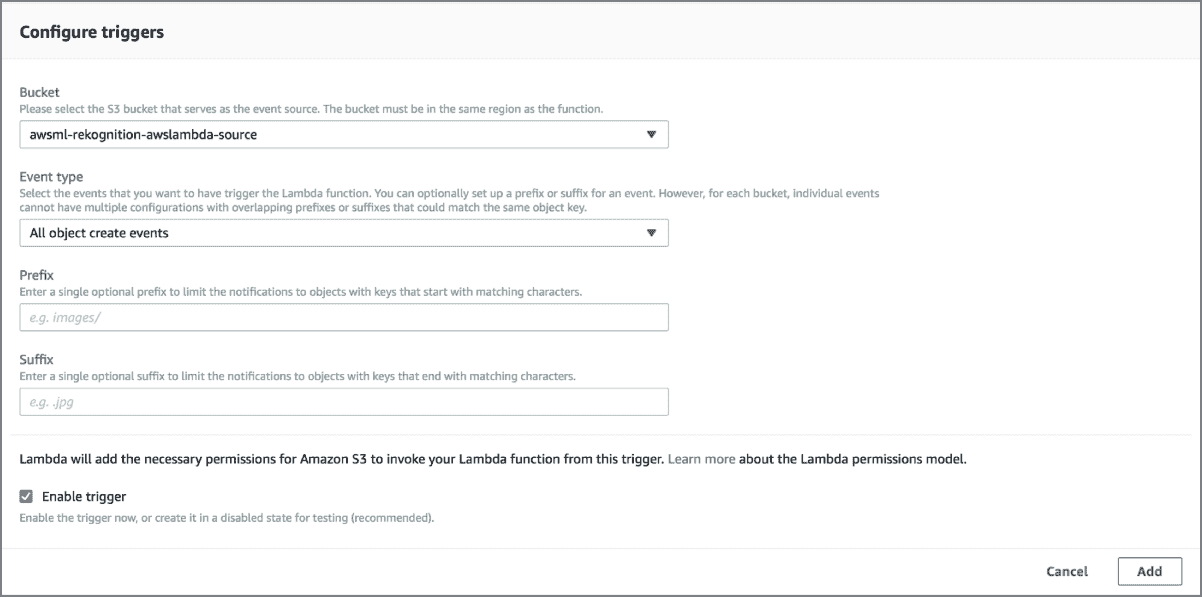 Configure triggers
Bucket
Please select the S3 bucket that serves as the event source. The bucket must be in the same region as the function.
awsml-rekognition-awslambda-source
Event type
Select the events that you want to have trigger the Lambda function. You can optionally set up a prefix or suffix for an event. However, for each bucket, individual events
cannot have multiple configurations with overlapping prefixes or suffixes that could match the same object key.
All object create events
Prefix
Enter a single optional prefix to limit the notifications to objects with keys that start with matching characters.
e.g. images/
Suffix
Enter a single optional suffix to limit the notifications to objects with keys that end with matching characters.
e.g. .jpg
Lambda will add the necessary permissions for Amazon S3 to invoke your Lambda function from this trigger. Learn more about the Lambda permissions model.
Enable trigger
Enable the trigger now, or create it in a disabled state for testing (recommended).
Cancel Add